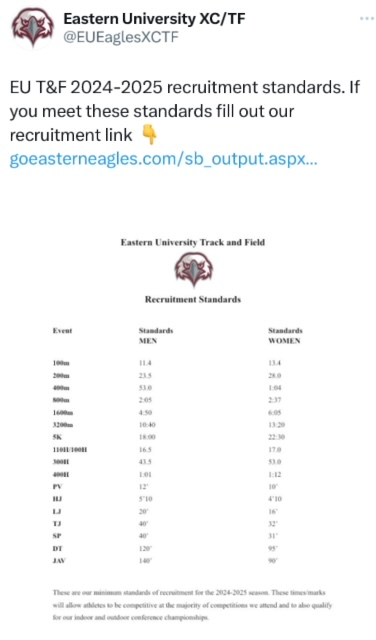 Eastern University XC/TF
@EUEaglesXCTF
EU T&F 2024-2025 recruitment standards. If
you meet these standards fill out our
recruitment link 👇
goeasterneagles.com/sb_output.aspx...
Eastern University Track and Field
Recruitment Standards
Event Standards Standards
MEN WOMEN
100m 11.4 13.4
200m 23.5 28.0
400m 53.0 1:04
800m 2:05 2:37
1600m 4:50 6:05
3200m 10:40 13:20
5K 18:00 22:30
110H/100H 16.5 17.0
300H 43.5 53.0
400H 1:01 1:12
PV 12' 10'
HJ 5'10 4'10
LJ 20' 16'
TJ 40' 32'
SP 40' 31'
DT 120' 95'
JAV 140' 90'
These are our minimum standards of recruitment for the 2024-2025 season. These times/marks
will allow athletes to be competitive at the majority of competitions we attend and to also qualify
for our indoor and outdoor conference championships.